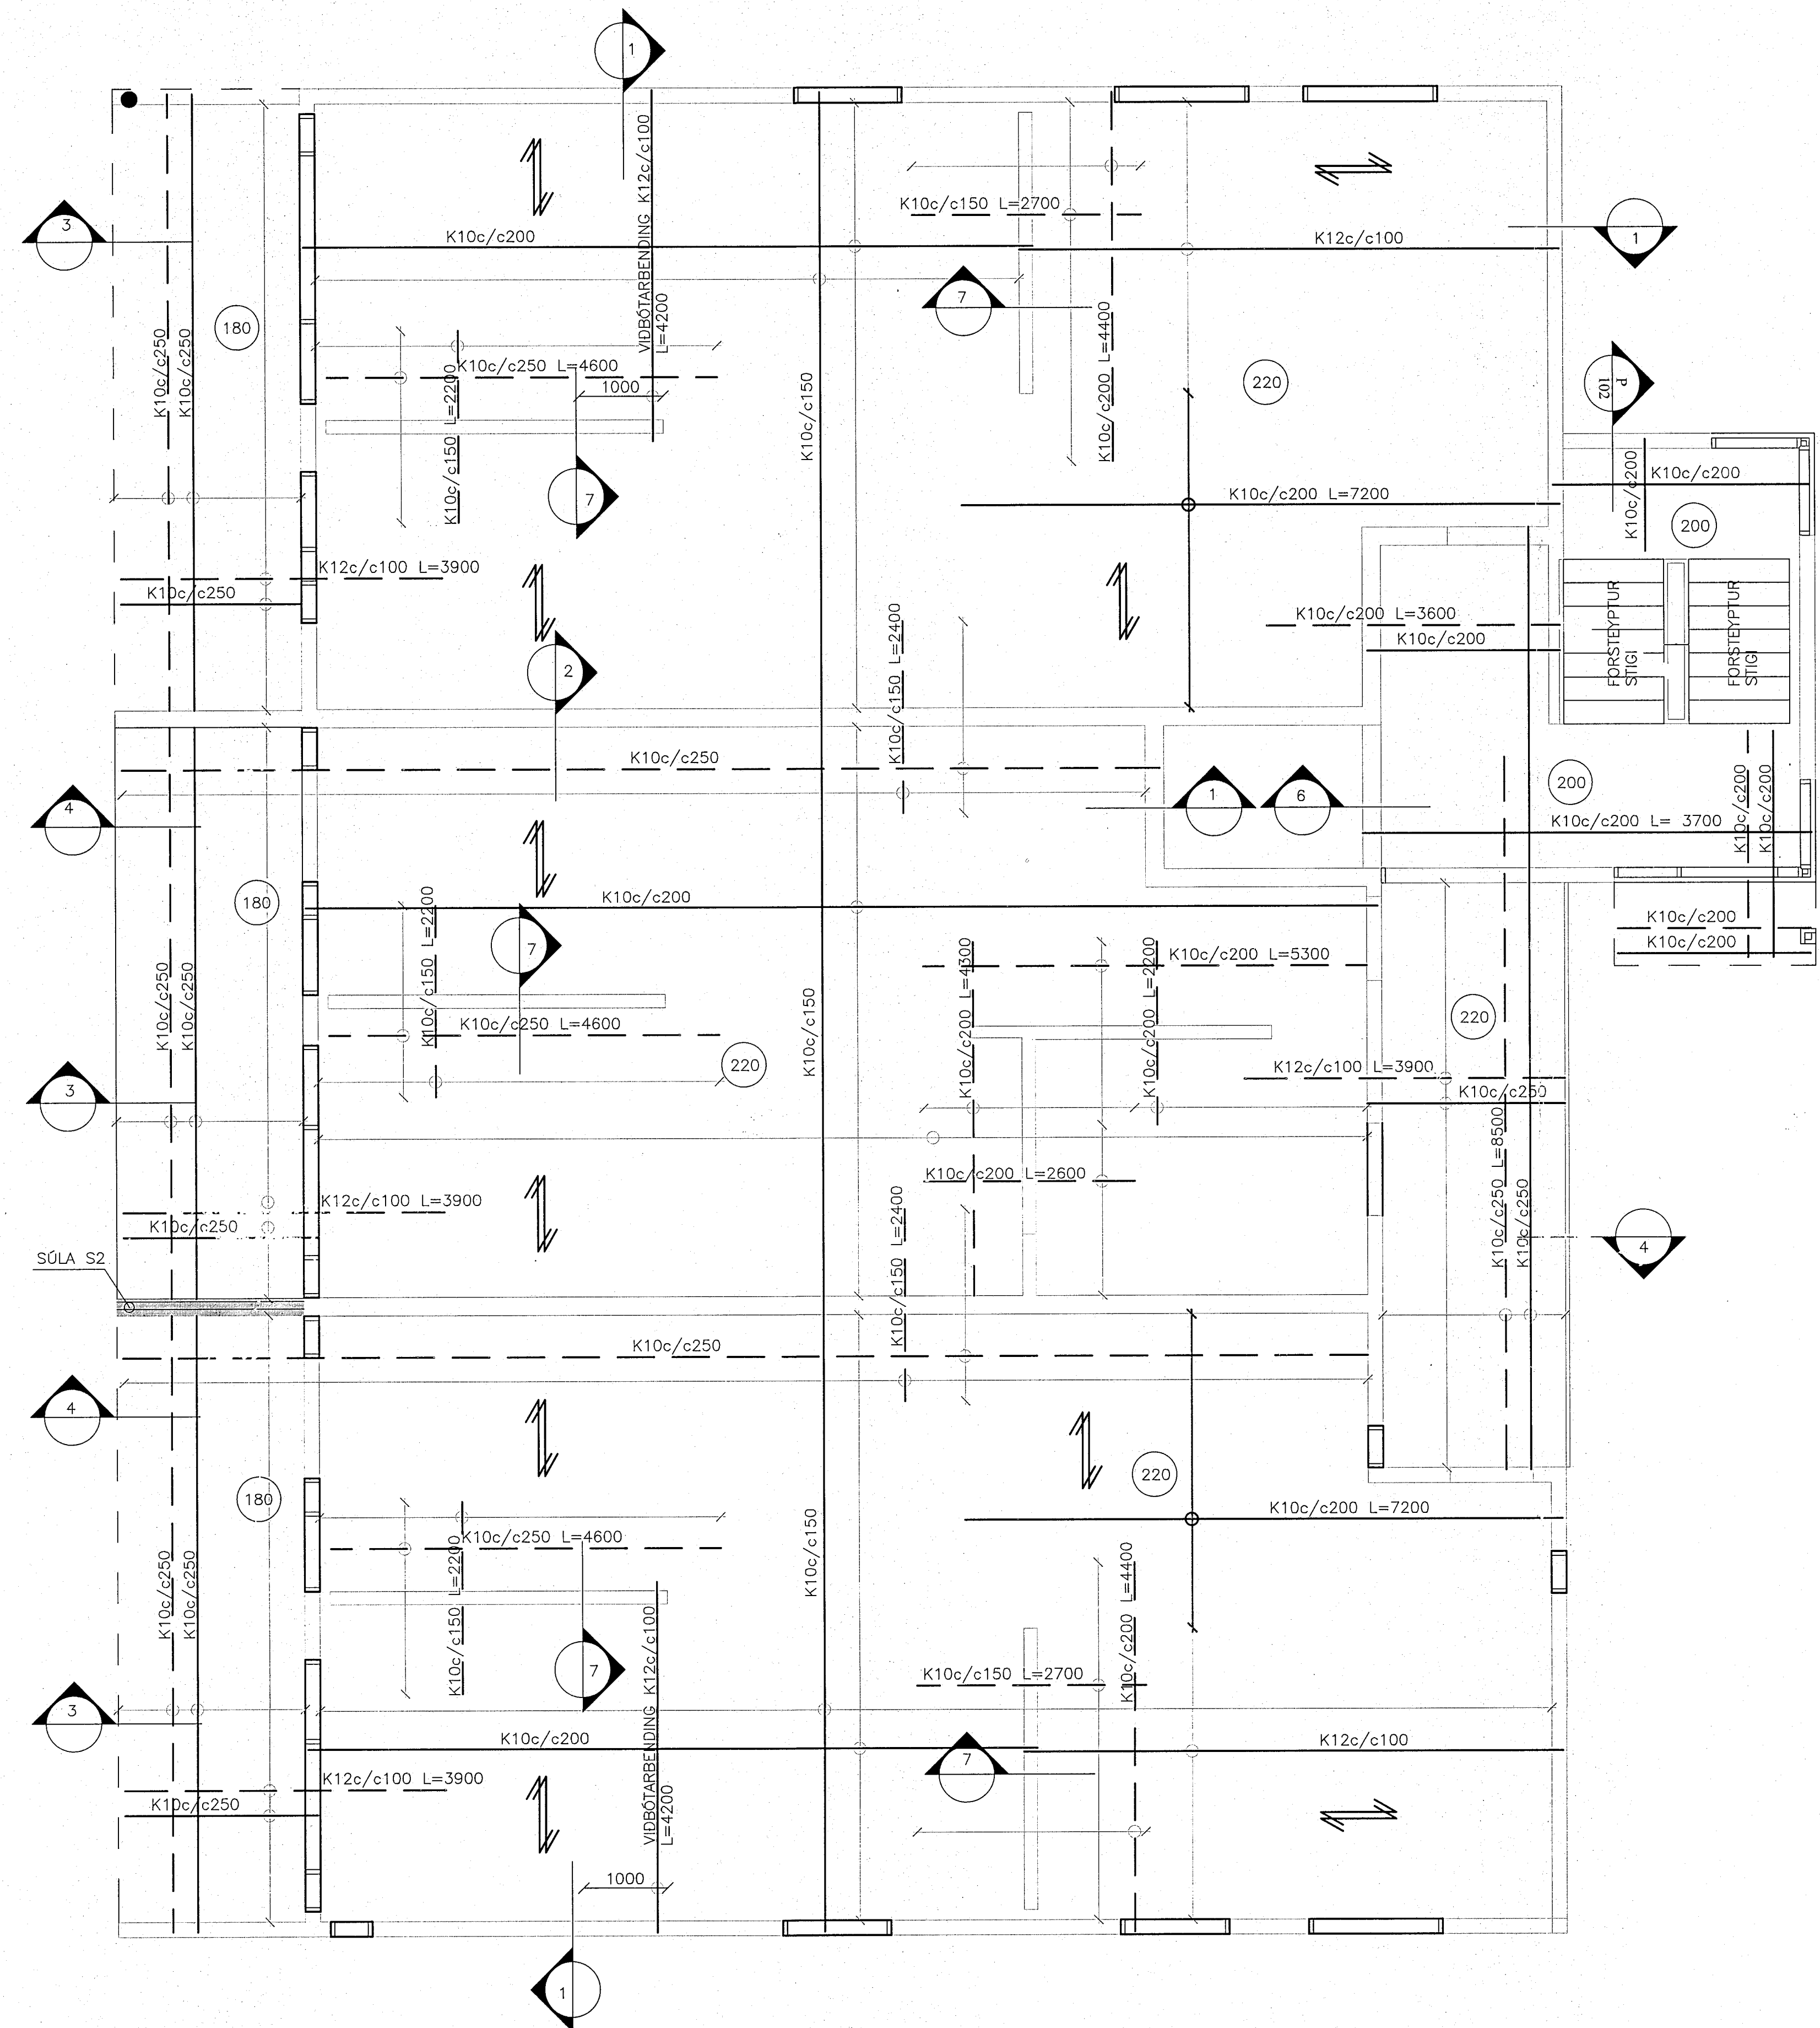 1
K10c/c250
K10c/c250
VIÐBÓTARBENDING K12c/c100
L=4200
K10c/c150 L=2700
3
K10c/c200
K12c/c100
1
7
180
K10c/c250 L=4600
K10c/c150 L=2200
1000
K10c/c150
K10c/c200 L=4400
220
P
102
K10c/c200
K10c/c200
7
K10c/c200 L=7200
200
K12c/c100 L=3900
K10c/c250
K10c/c150 L=2400
K10c/c200 L=3600
K10c/c200
FORSTEYPTUR
STIGI
FORSTEYPTUR
STIGI
2
K10c/c250
4
1
6
200
K10c/c200 L= 3700
K10c/c200
K10c/c200
180
K10c/c200
K10c/c150 L=2200
7
K10c/c200
K10c/c200
K10c/c250
K10c/c250
K10c/c200 L=4300
K10c/c200 L=2200
K10c/c200 L=5300
K10c/c250 L=4600
K10c/c150
220
220
3
K12c/c100 L=3900
K10c/c250
K10c/c250 L=8500
K10c/c250
K10c/c200 L=2600
K12c/c100 L=3900
K10c/c250
K10c/c150 L=2400
4
SÚLA S2
K10c/c250
4
180
220
K10c/c200 L=7200
K10c/c250
K10c/c250
K10c/c250 L=4600
K10c/c150 L=2200
K10c/c150
K10c/c200 L=4400
VIÐBÓTARBENDING K12c/c100
L=4200
7
K10c/c150 L=2700
3
K10c/c200
K12c/c100
7
K12c/c100 L=3900
K10c/c250
1000
1